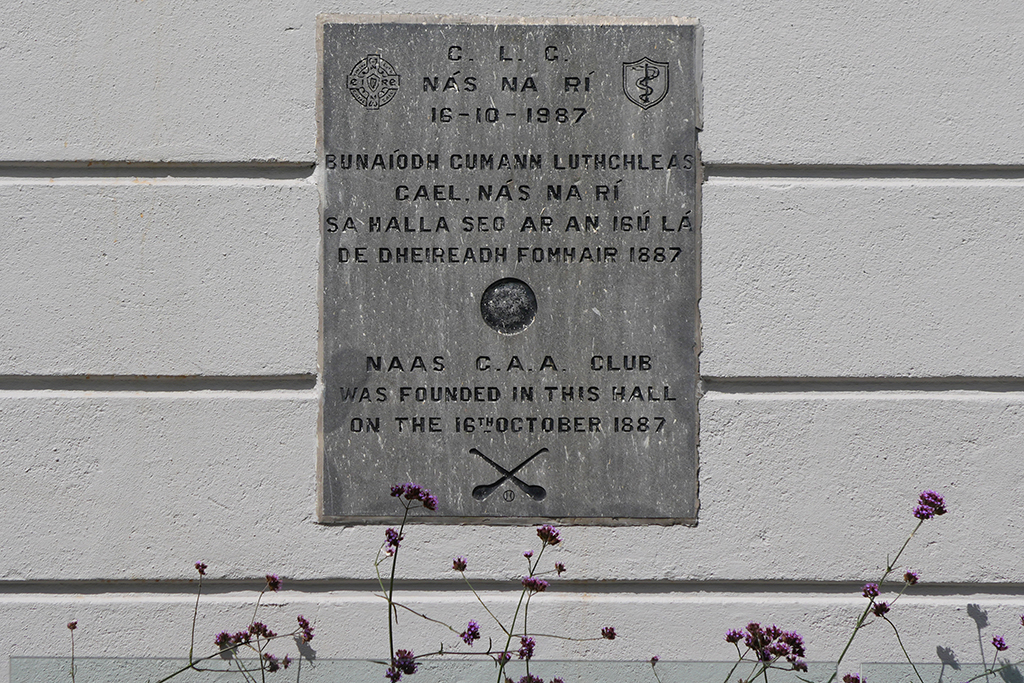 C. L. G.
NÁS NA RÍ
16-10-1987
BUNAÍODH CUMANN LUTHCHLEAS
GAEL, NÁS NA RÍ
SA HALLA SEO AR AN 16Ú LÁ
DE DHEIREADH FOMHAIR 1887
NAAS G.A.A. CLUB
WAS FOUNDED IN THIS HALL
ON THE 16TH OCTOBER 1887